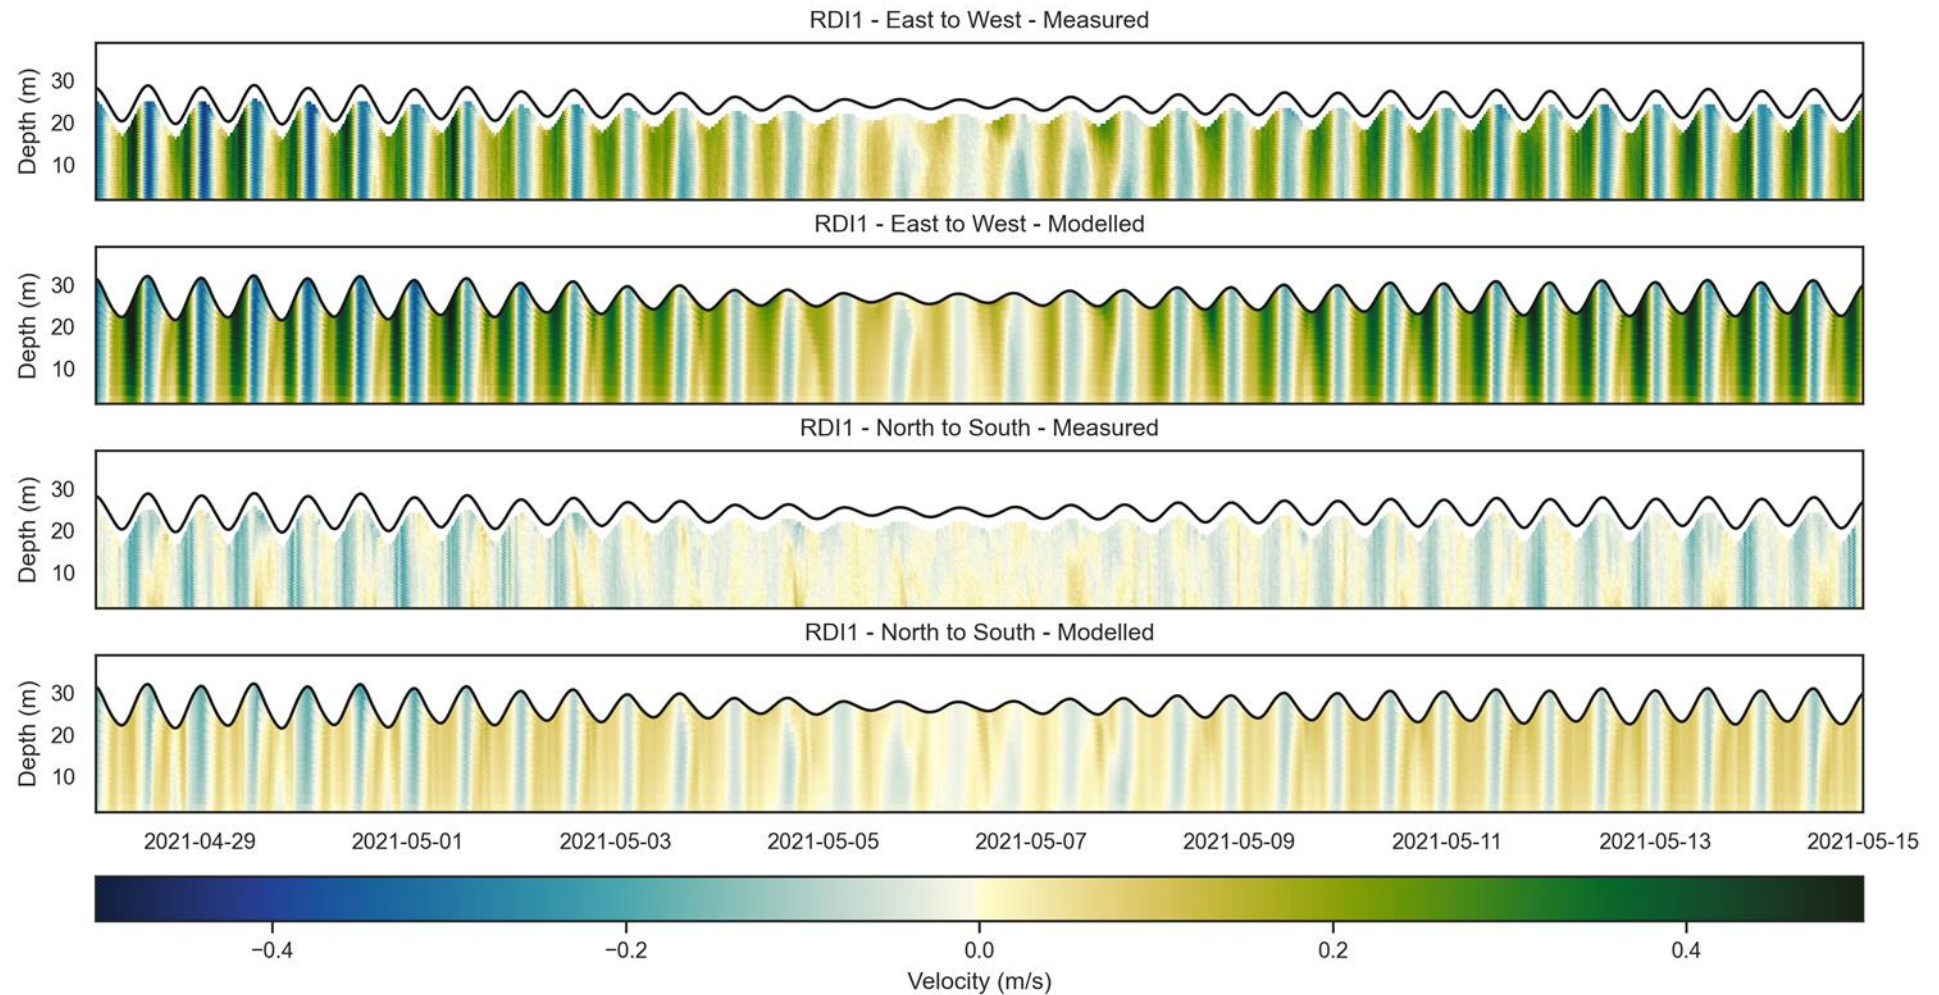 RDI1 - East to West - Measured
Depth (m)
30
20
10
RDI1 - East to West - Modelled
Depth (m)
30
20
10
RDI1 - North to South - Measured
Depth (m)
30
20
10
RDI1 - North to South - Modelled
Depth (m)
30
20
10
2021-04-29 2021-05-01 2021-05-03 2021-05-05 2021-05-07 2021-05-09 2021-05-11 2021-05-13 2021-05-15
−0.4 −0.2 0.0 0.2 0.4
Velocity (m/s)